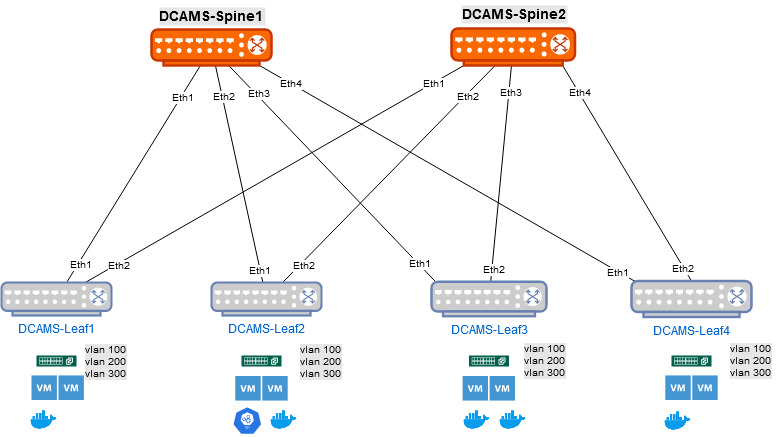 DCAMS-Spine1
DCAMS-Spine2
Eth1
Eth2
Eth3
Eth4
Eth1
Eth2
Eth3
Eth4
Eth1
Eth2
Eth1
Eth2
Eth1
Eth2
Eth1
Eth2
DCAMS-Leaf1
DCAMS-Leaf2
DCAMS-Leaf3
DCAMS-Leaf4
vlan 100
vlan 200
vlan 300
VM VM
vlan 100
vlan 200
vlan 300
VM VM
vlan 100
vlan 200
vlan 300
VM VM
vlan 100
vlan 200
vlan 300
VM VM